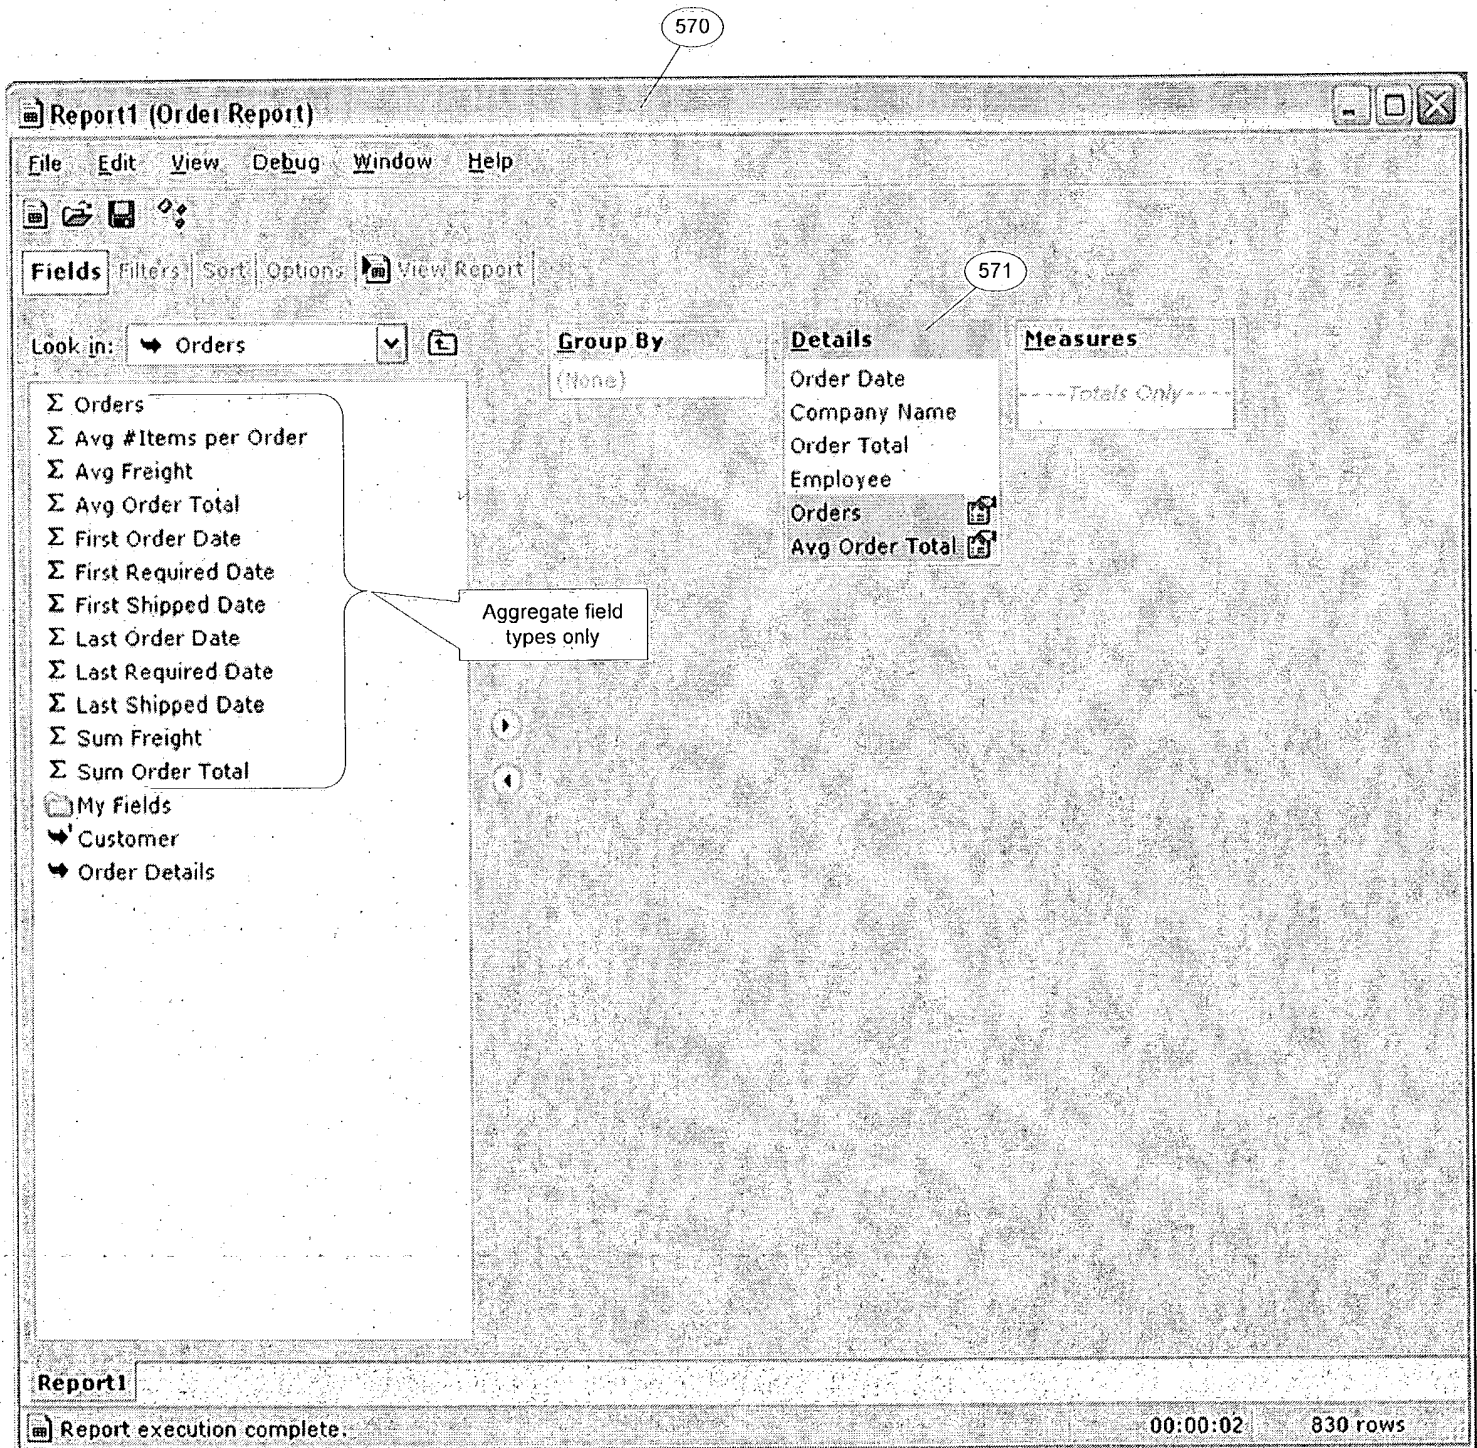 570
Report1 (Order Report)
File Edit View Debug Window Help
Fields Filters Sort Options View Report
571
Look in: Orders
Group By
(None)
Details
Order Date
Company Name
Order Total
Employee
Orders
Avg Order Total
Measures
----Totals Only----
Σ Orders
Σ Avg #Items per Order
Σ Avg Freight
Σ Avg Order Total
Σ First Order Date
Σ First Required Date
Σ First Shipped Date
Σ Last Order Date
Σ Last Required Date
Σ Last Shipped Date
Σ Sum Freight
Σ Sum Order Total
My Fields
Customer
Order Details
Aggregate field
types only
Report1
Report execution complete. 00:00:02 830 rows